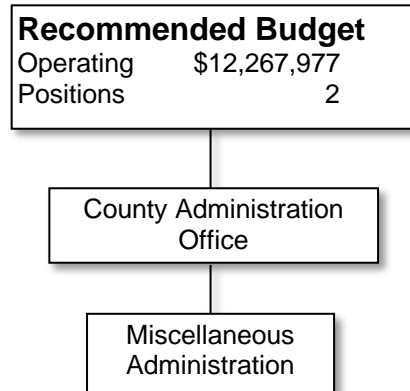 Recommended Budget
Operating $12,267,977
Positions 2
County Administration
Office
Miscellaneous
Administration